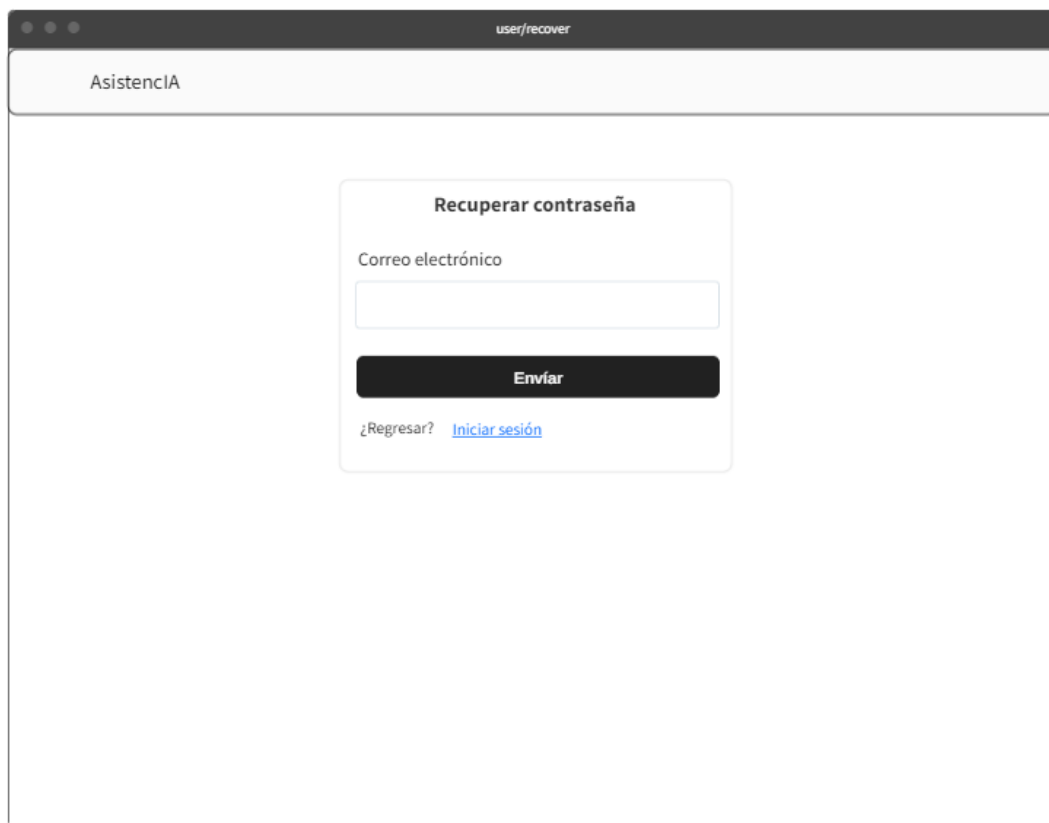 user/recover
AsistencIA
Recuperar contraseña
Correo electrónico
Envíar
¿Regresar? Iniciar sesión